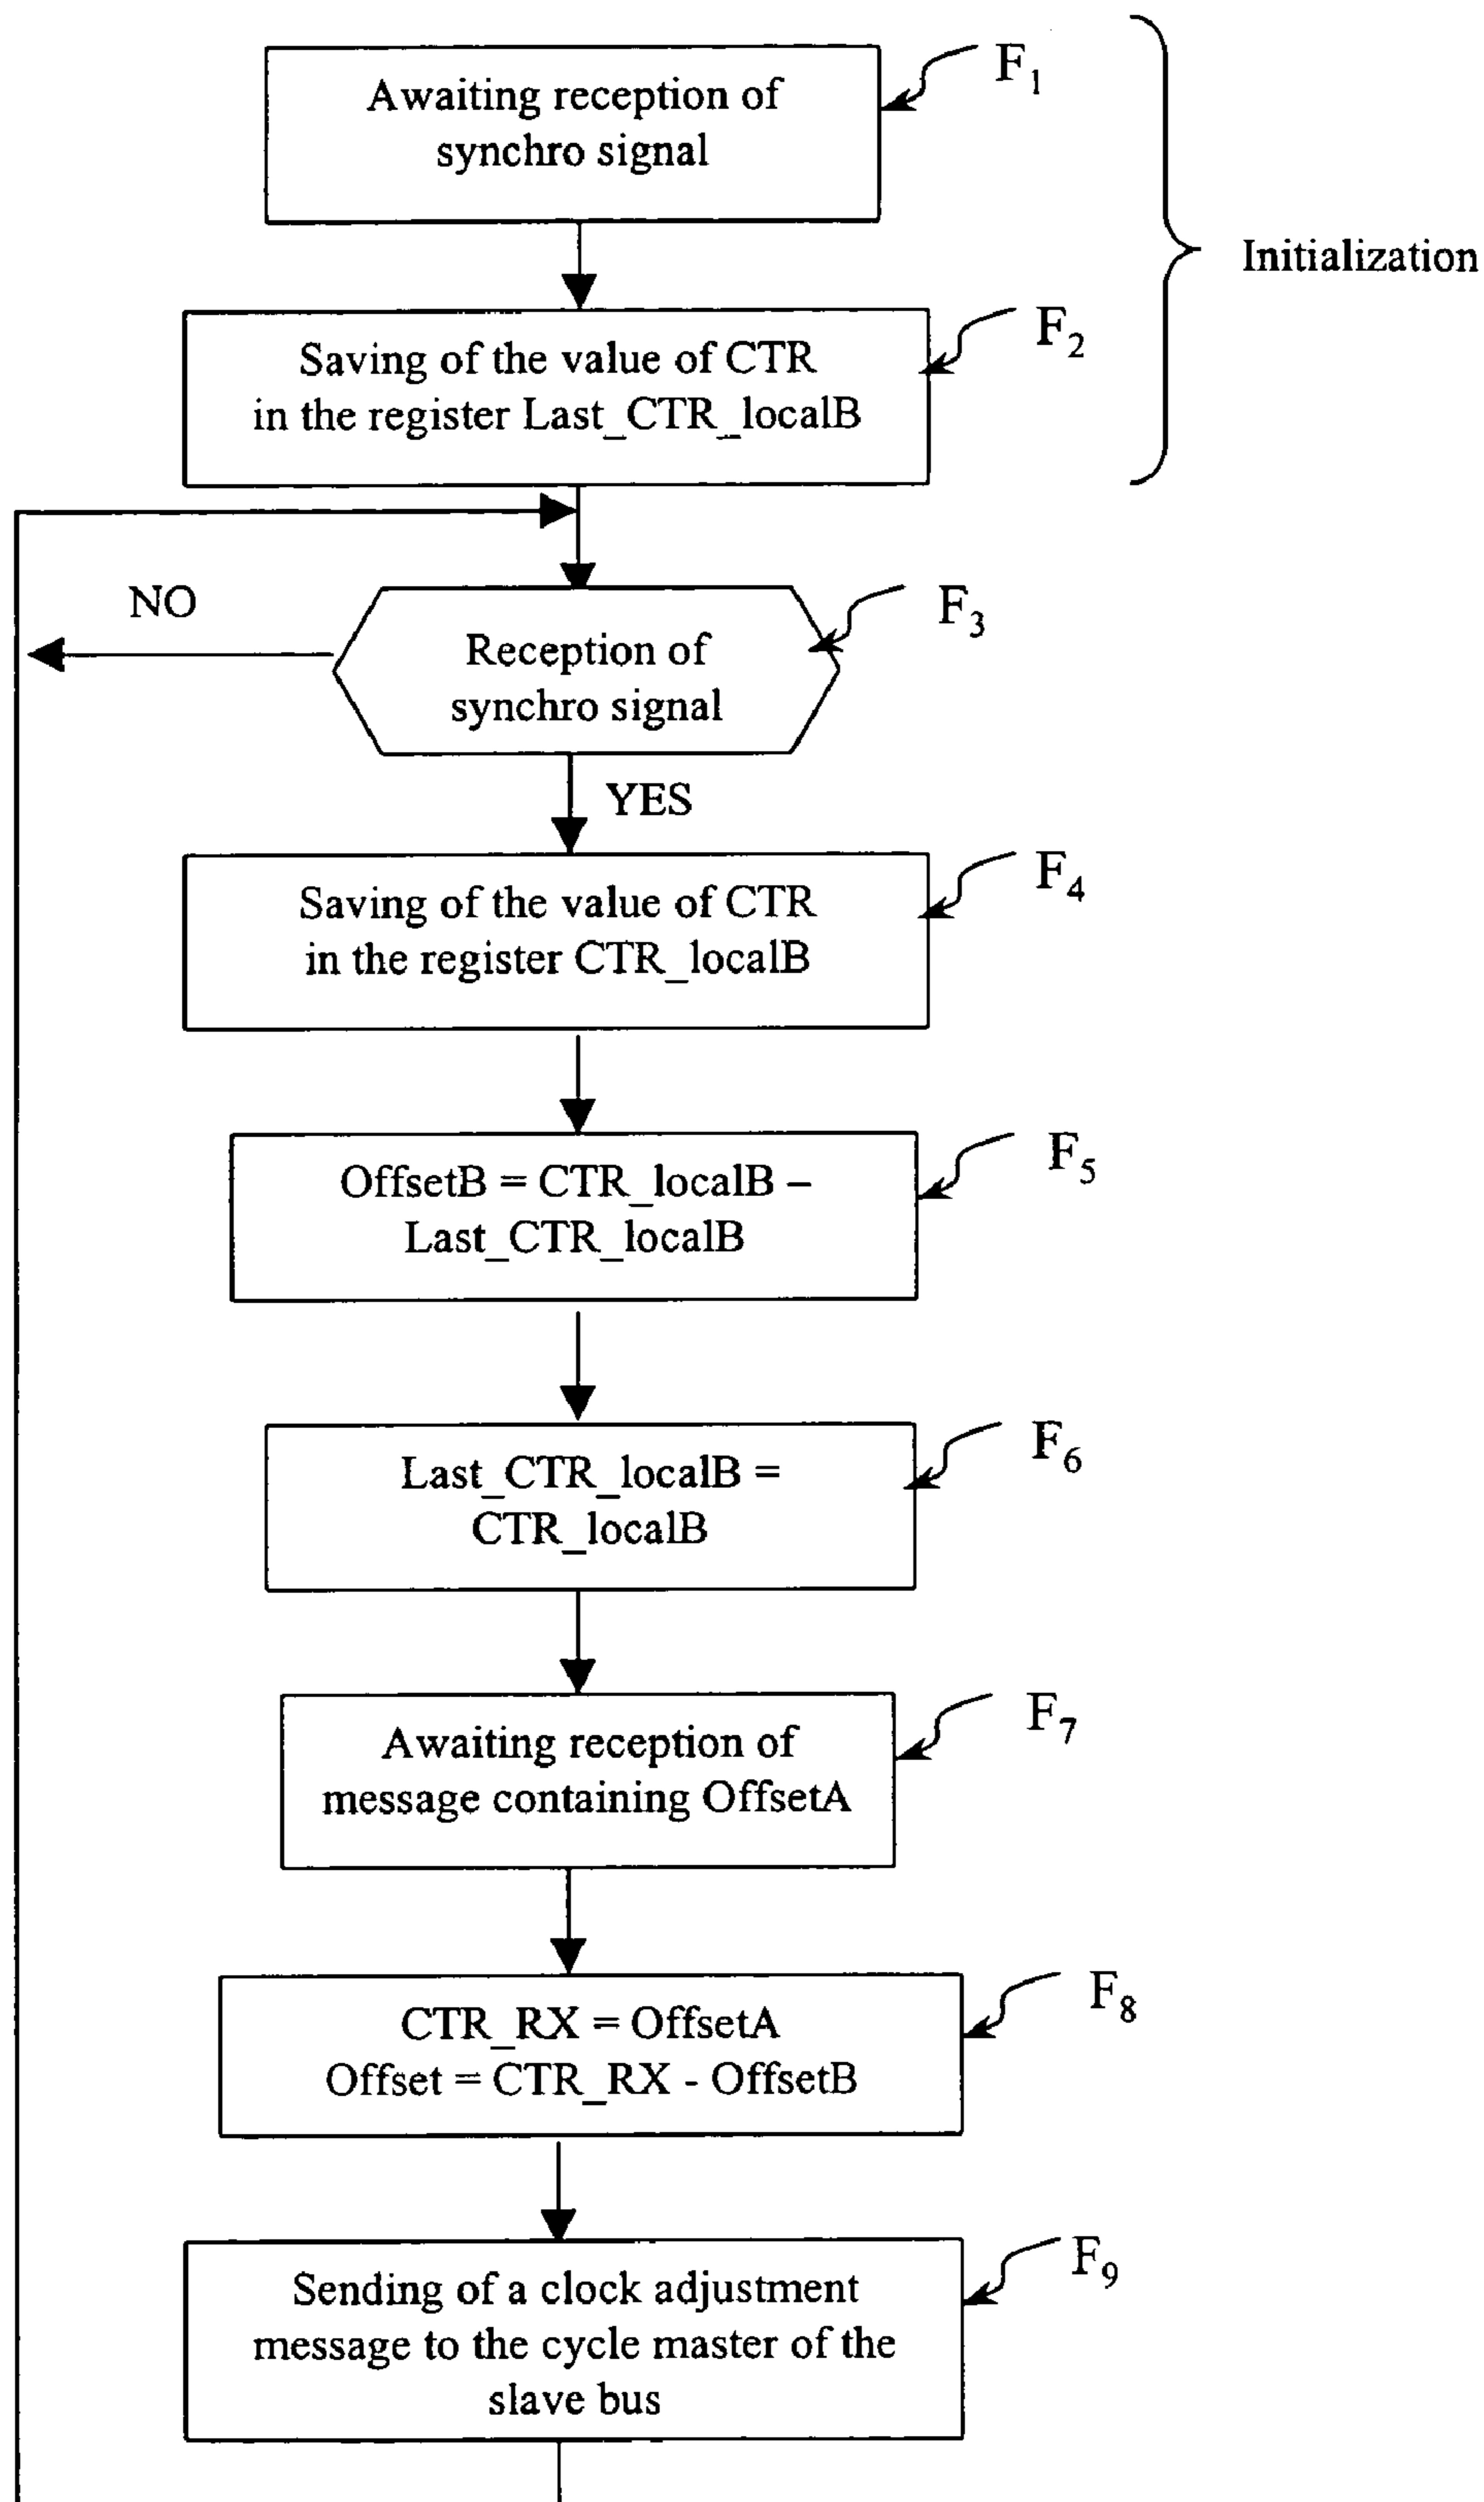 Awaiting reception of
synchro signal
F1
Initialization
Saving of the value of CTR
in the register Last_CTR_localB
F2
NO
Reception of
synchro signal
F3
YES
Saving of the value of CTR
in the register CTR_localB
F4
OffsetB = CTR_localB –
Last_CTR_localB
F5
Last_CTR_localB =
CTR_localB
F6
Awaiting reception of
message containing OffsetA
F7
CTR_RX = OffsetA
Offset = CTR_RX - OffsetB
F8
Sending of a clock adjustment
message to the cycle master of the
slave bus
F9